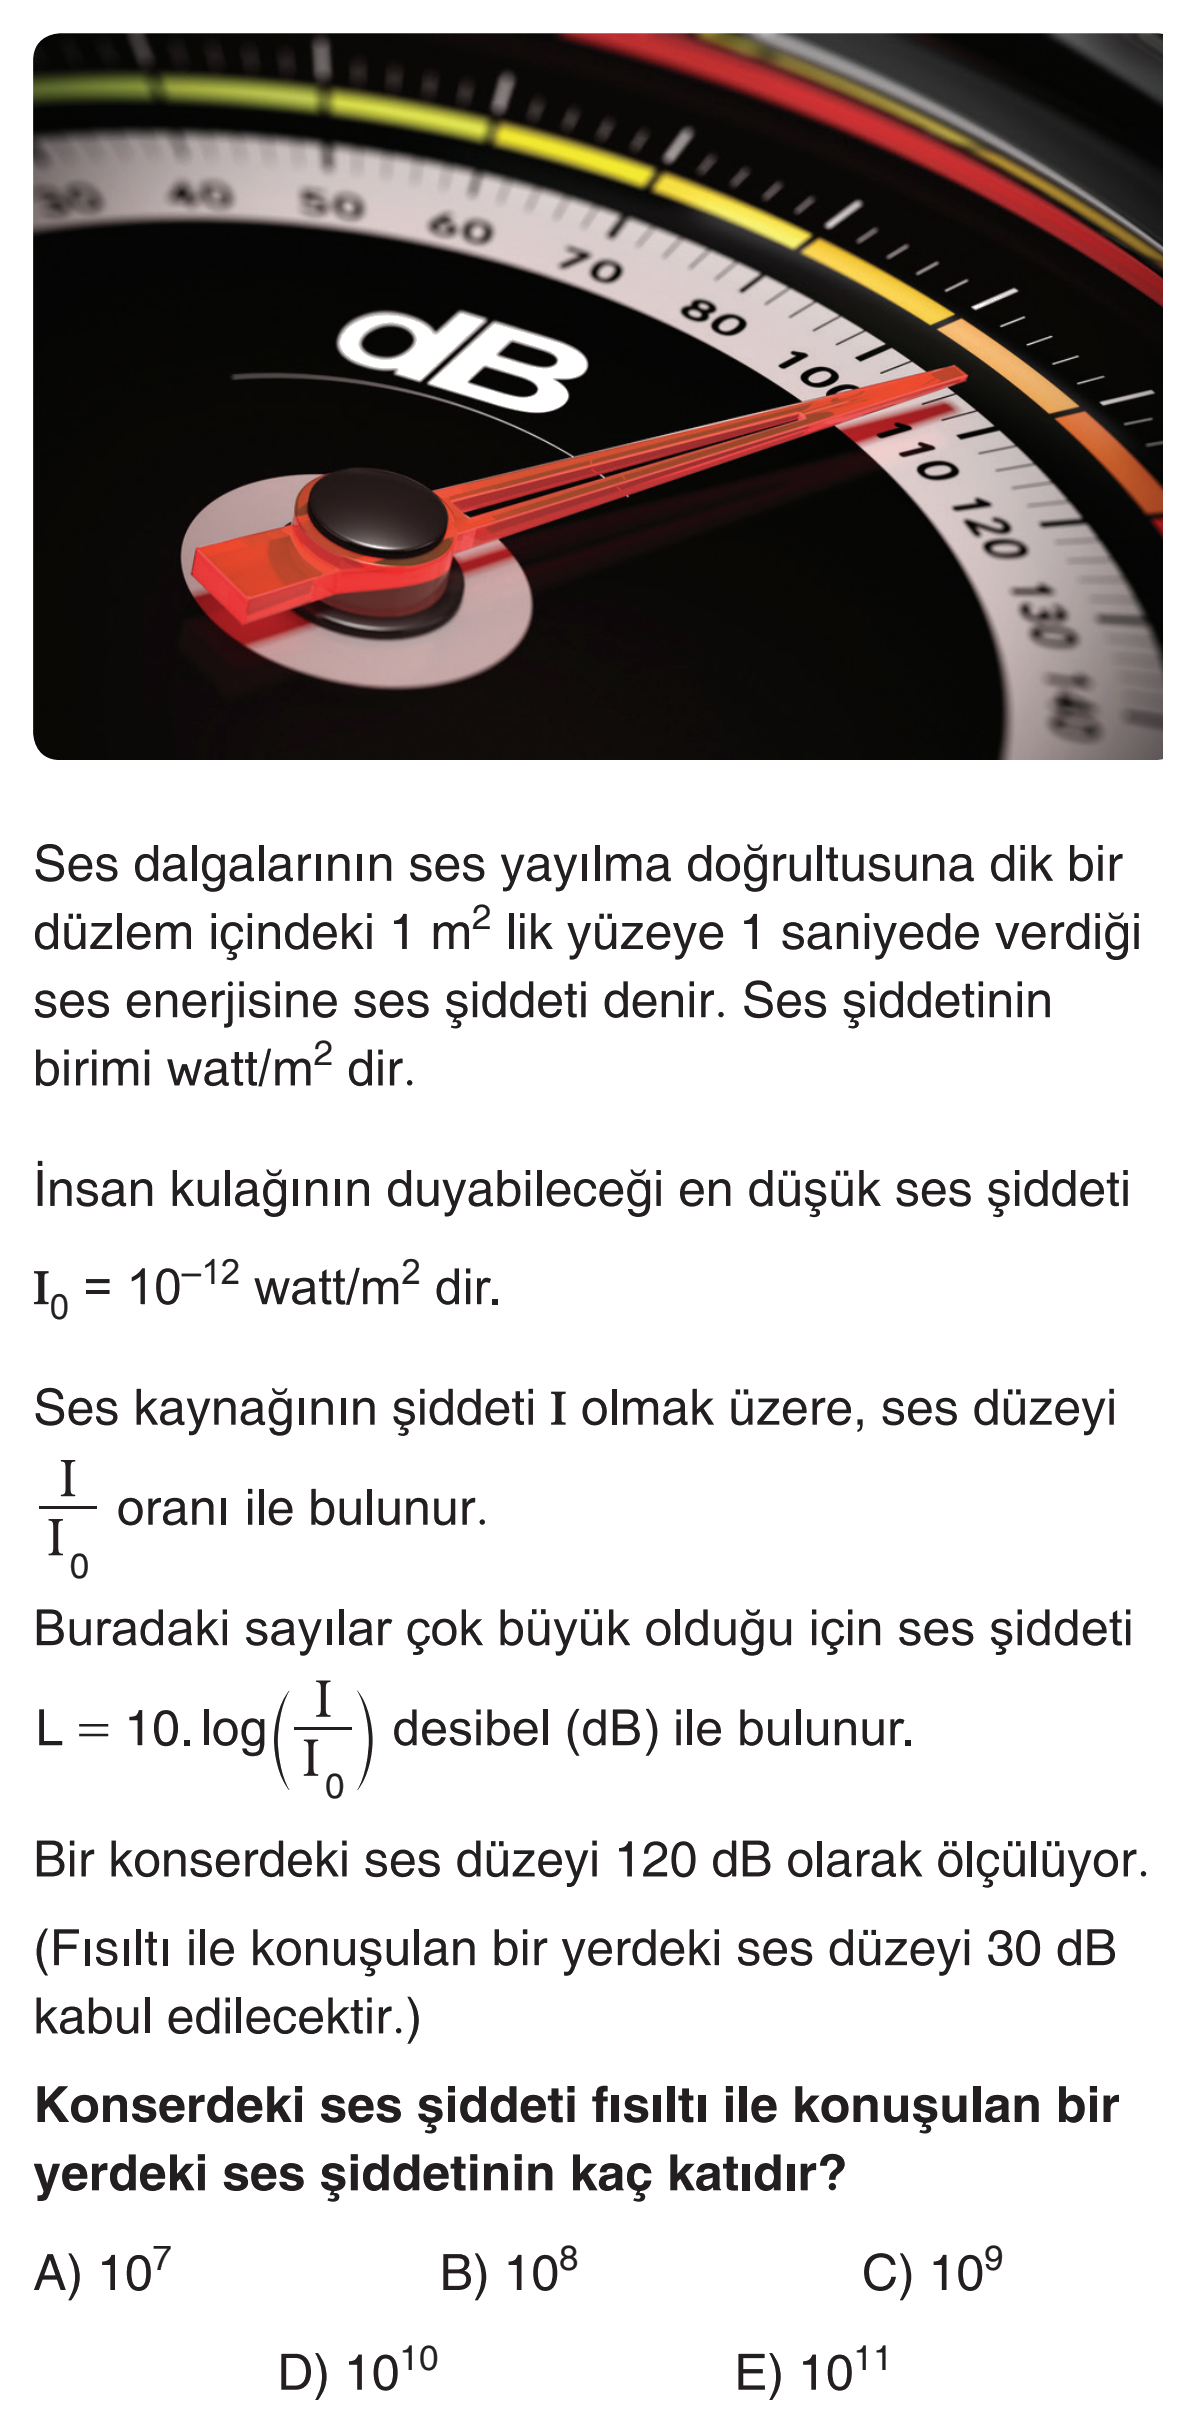 30 40 50 60 70 80 100 110 120 130 140
dB
Ses dalgalarının ses yayılma doğrultusuna dik bir
düzlem içindeki 1 m² lik yüzeye 1 saniyede verdiği
ses enerjisine ses şiddeti denir. Ses şiddetinin
birimi watt/m² dir.
İnsan kulağının duyabileceği en düşük ses şiddeti
I₀ = 10⁻¹² watt/m² dir.
Ses kaynağının şiddeti I olmak üzere, ses düzeyi
I/I₀ oranı ile bulunur.
Buradaki sayılar çok büyük olduğu için ses şiddeti
L = 10.log(I/I₀) desibel (dB) ile bulunur.
Bir konserdeki ses düzeyi 120 dB olarak ölçülüyor.
(Fısıltı ile konuşulan bir yerdeki ses düzeyi 30 dB
kabul edilecektir.)
Konserdeki ses şiddeti fısıltı ile konuşulan bir
yerdeki ses şiddetinin kaç katıdır?
A) 10⁷ B) 10⁸ C) 10⁹
D) 10¹⁰ E) 10¹¹